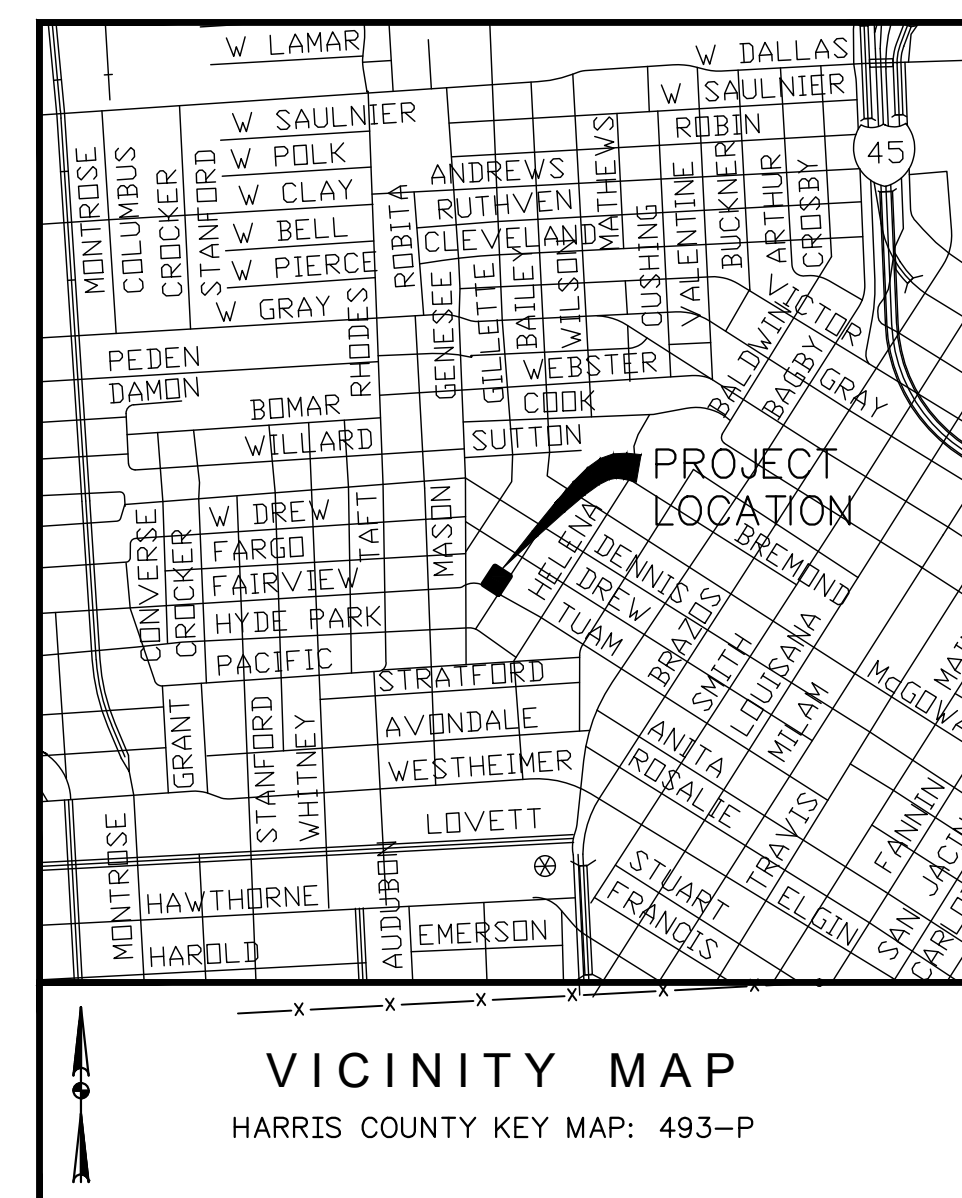 W LAMAR
W DALLAS
W SAULNIER
W SAULNIER
ROBIN
45
W POLK
ANDREWS
W CLAY
RUTHVEN
W BELL
CLEVELAND
W PIERCE
W GRAY
MONTROSE
COLUMBUS
CROCKER
STANFORD
ROBITA
RHODES
GENESEE
GILLETTE
BAILEY
WILSON
MATHEWS
CUSHING
VALENTINE
BUCKNER
ARTHUR
CROSBY
VICTOR
BALDWIN
BAGBY
GRAY
PEDEN
DAMON
WEBSTER
BOMAR
COOK
WILLARD
SUTTON
PROJECT
LOCATION
CONVERSE
CROCKER
W DREW
TAFT
MASON
FARGO
FAIRVIEW
HYDE PARK
PACIFIC
HELENA
DENNIS
DREW
TUAM
BREMOND
BRAZOS
SMITH
LOUISANA
MILAM
STRATFORD
AVONDALE
WESTHEIMER
LOVETT
GRANT
STANFORD
WHITNEY
ANITA
ROSALIE
TRAVIS
FANNIN
MONTROSE
AUDUBON
HAWTHORNE
HAROLD
EMERSON
STUART
FRANCIS
ELGIN
SAN
VICINITY MAP
HARRIS COUNTY KEY MAP: 493-P